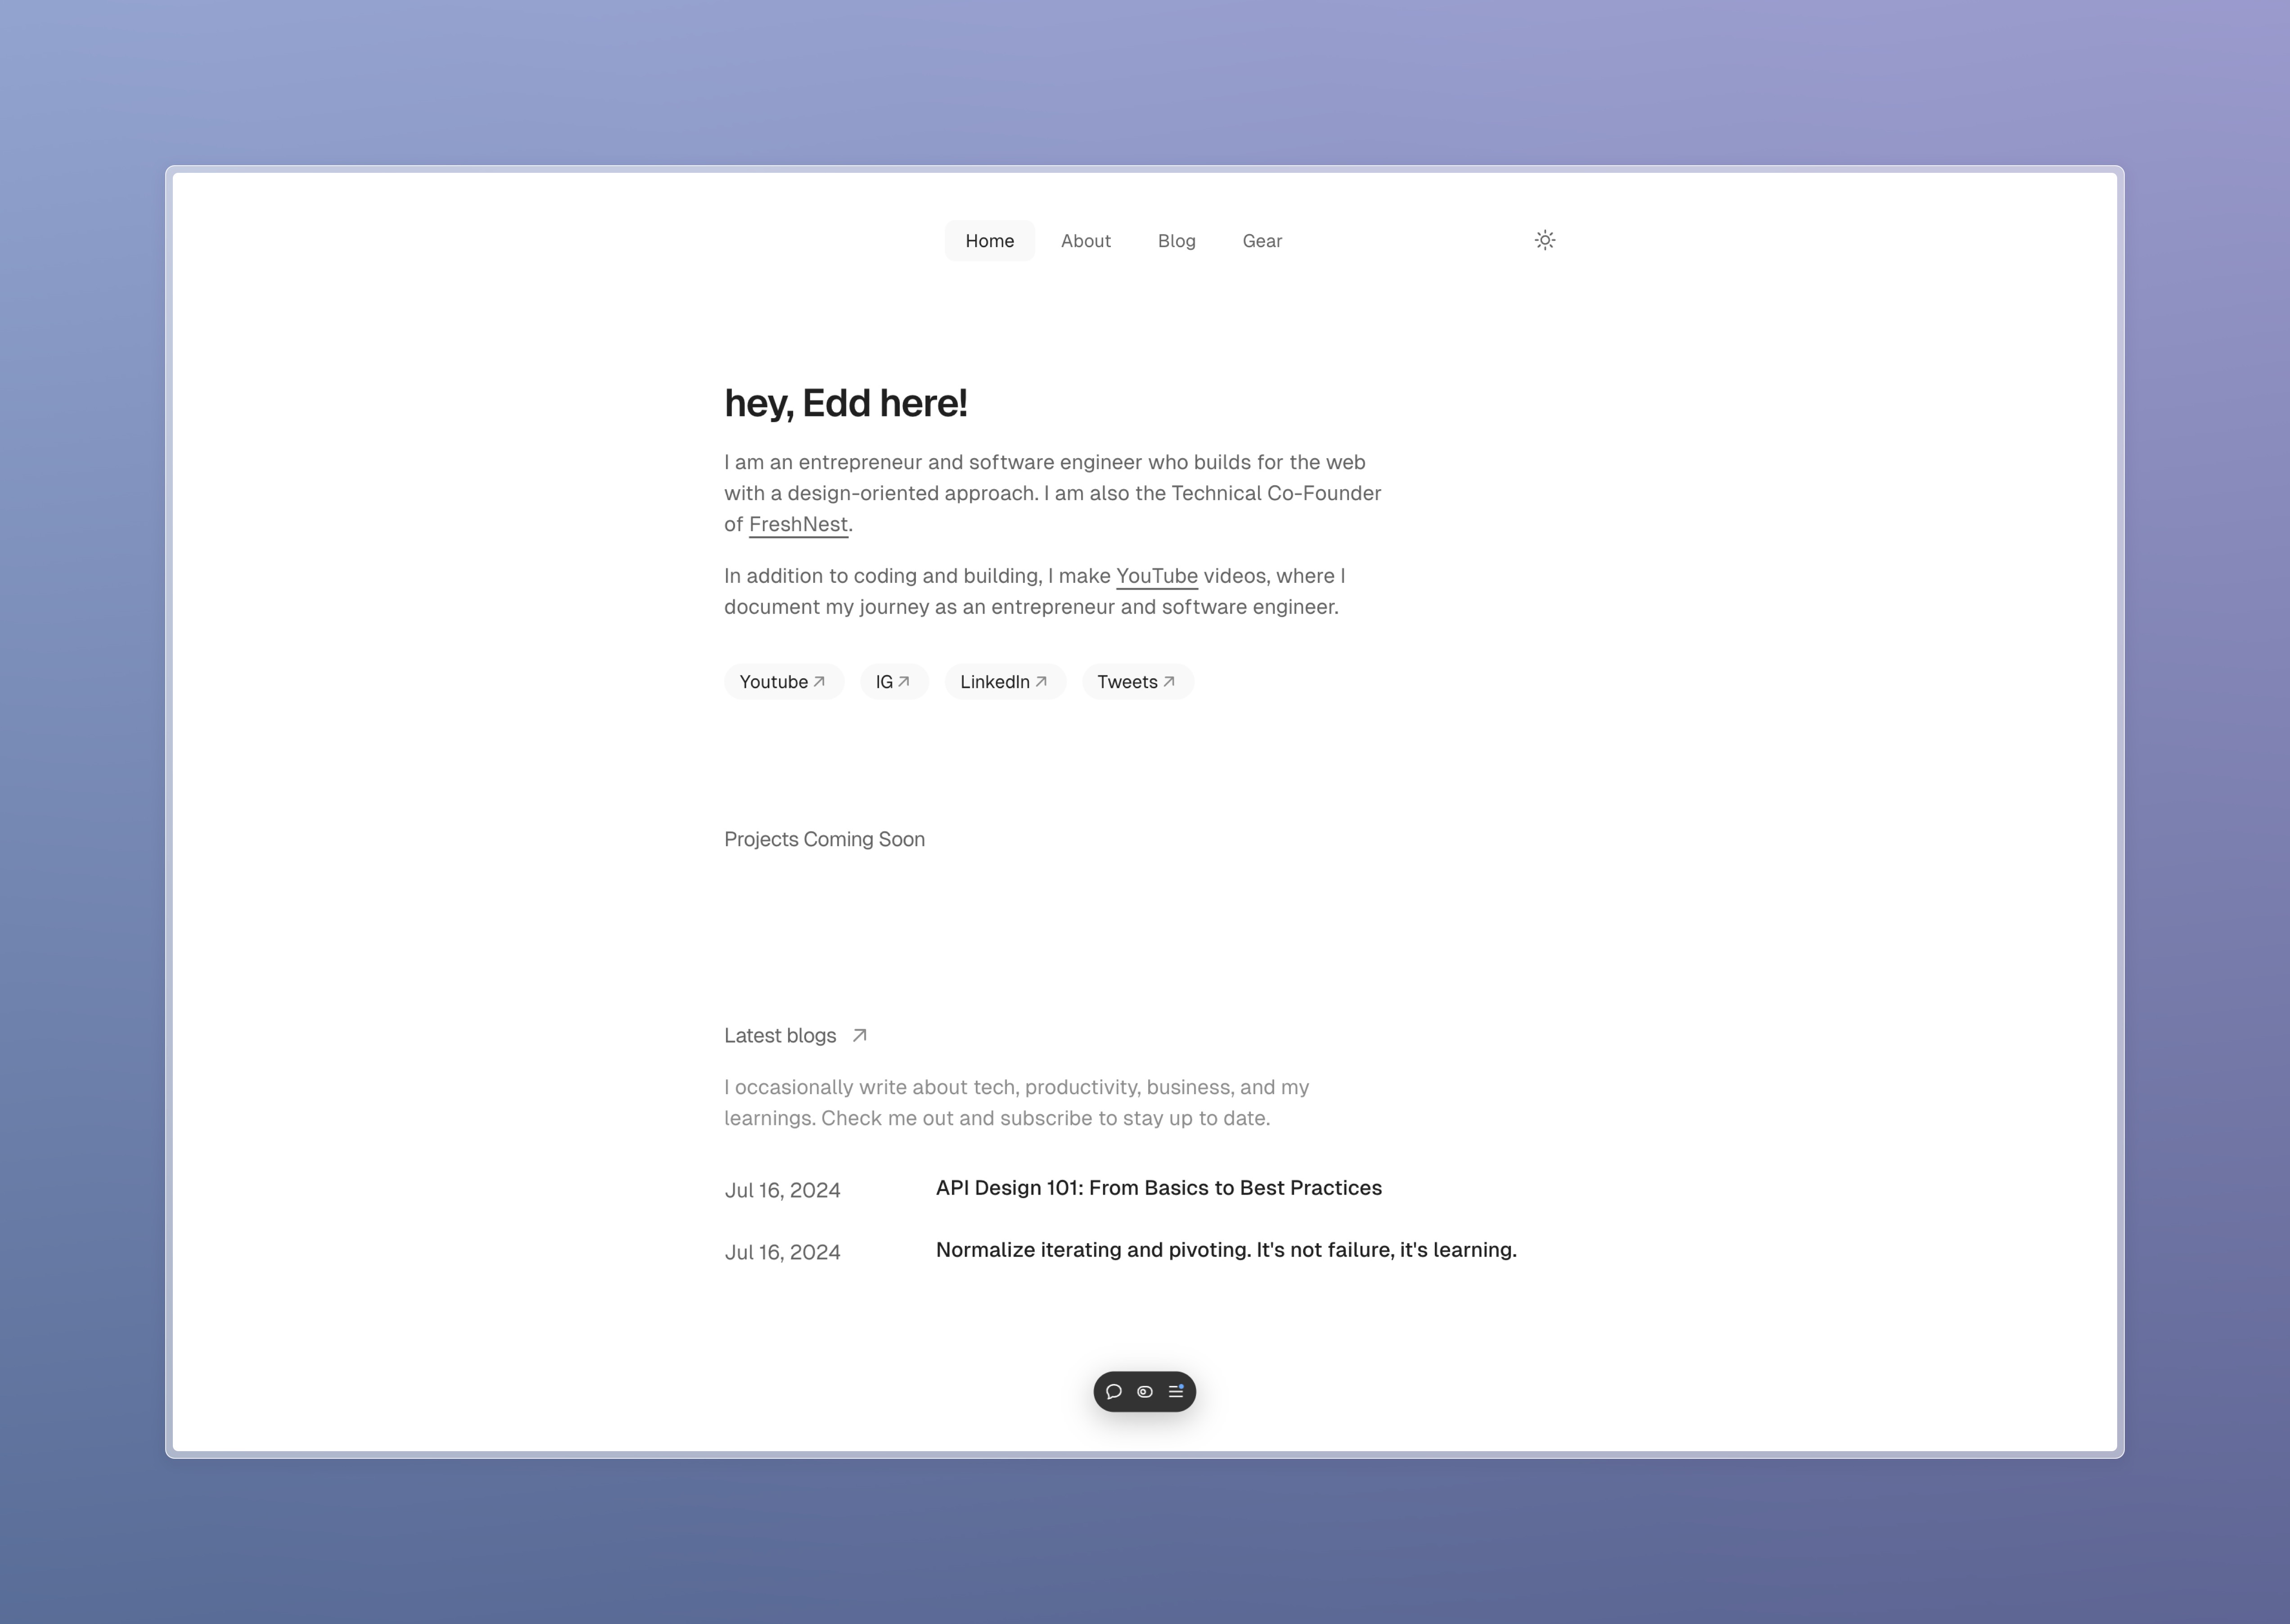 Home About Blog Gear
hey, Edd here!
I am an entrepreneur and software engineer who builds for the web
with a design-oriented approach. I am also the Technical Co-Founder
of FreshNest.
In addition to coding and building, I make YouTube videos, where I
document my journey as an entrepreneur and software engineer.
Youtube IG LinkedIn Tweets
Projects Coming Soon
Latest blogs
I occasionally write about tech, productivity, business, and my
learnings. Check me out and subscribe to stay up to date.
Jul 16, 2024 API Design 101: From Basics to Best Practices
Jul 16, 2024 Normalize iterating and pivoting. It's not failure, it's learning.